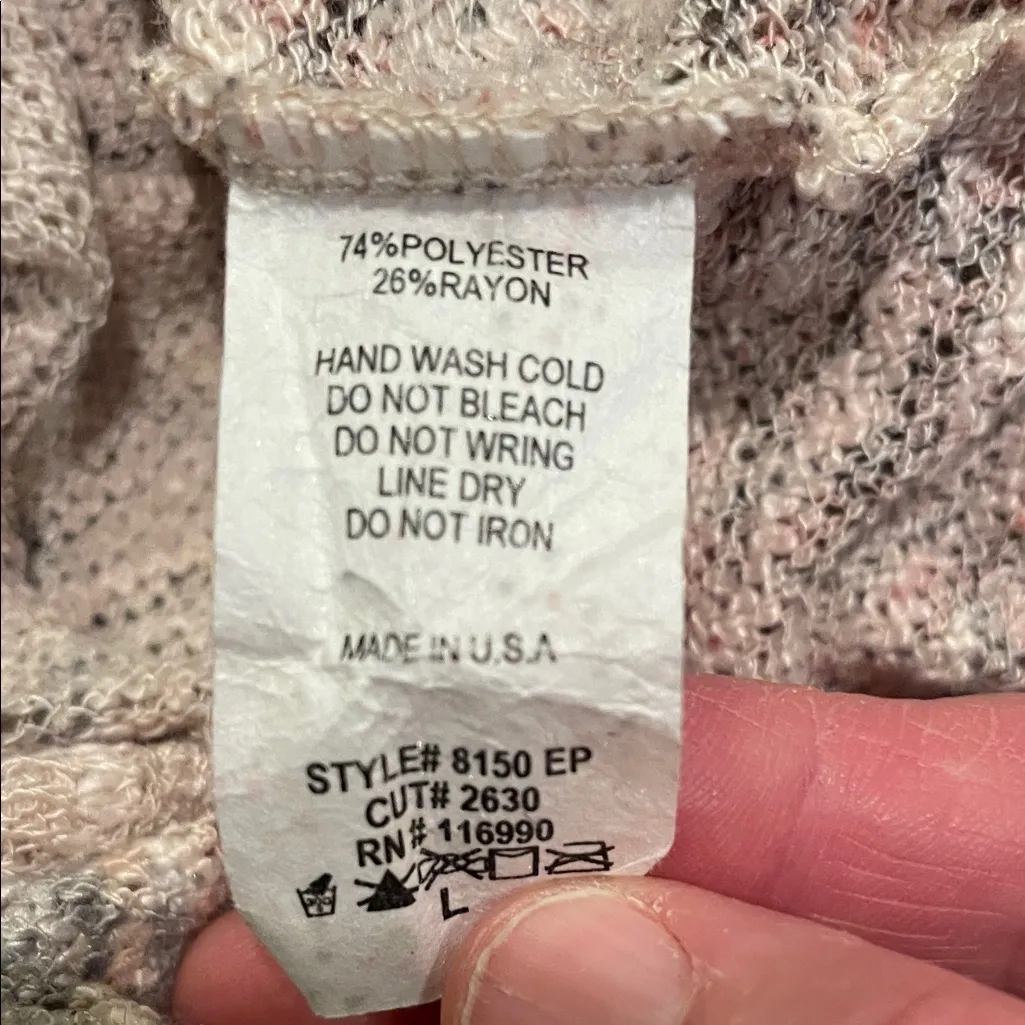 74%POLYESTER
26%RAYON
HAND WASH COLD
DO NOT BLEACH
DO NOT WRING
LINE DRY
DO NOT IRON
MADE IN U.S.A
STYLE# 8150 EP
CUT# 2630
RN# 116990
L